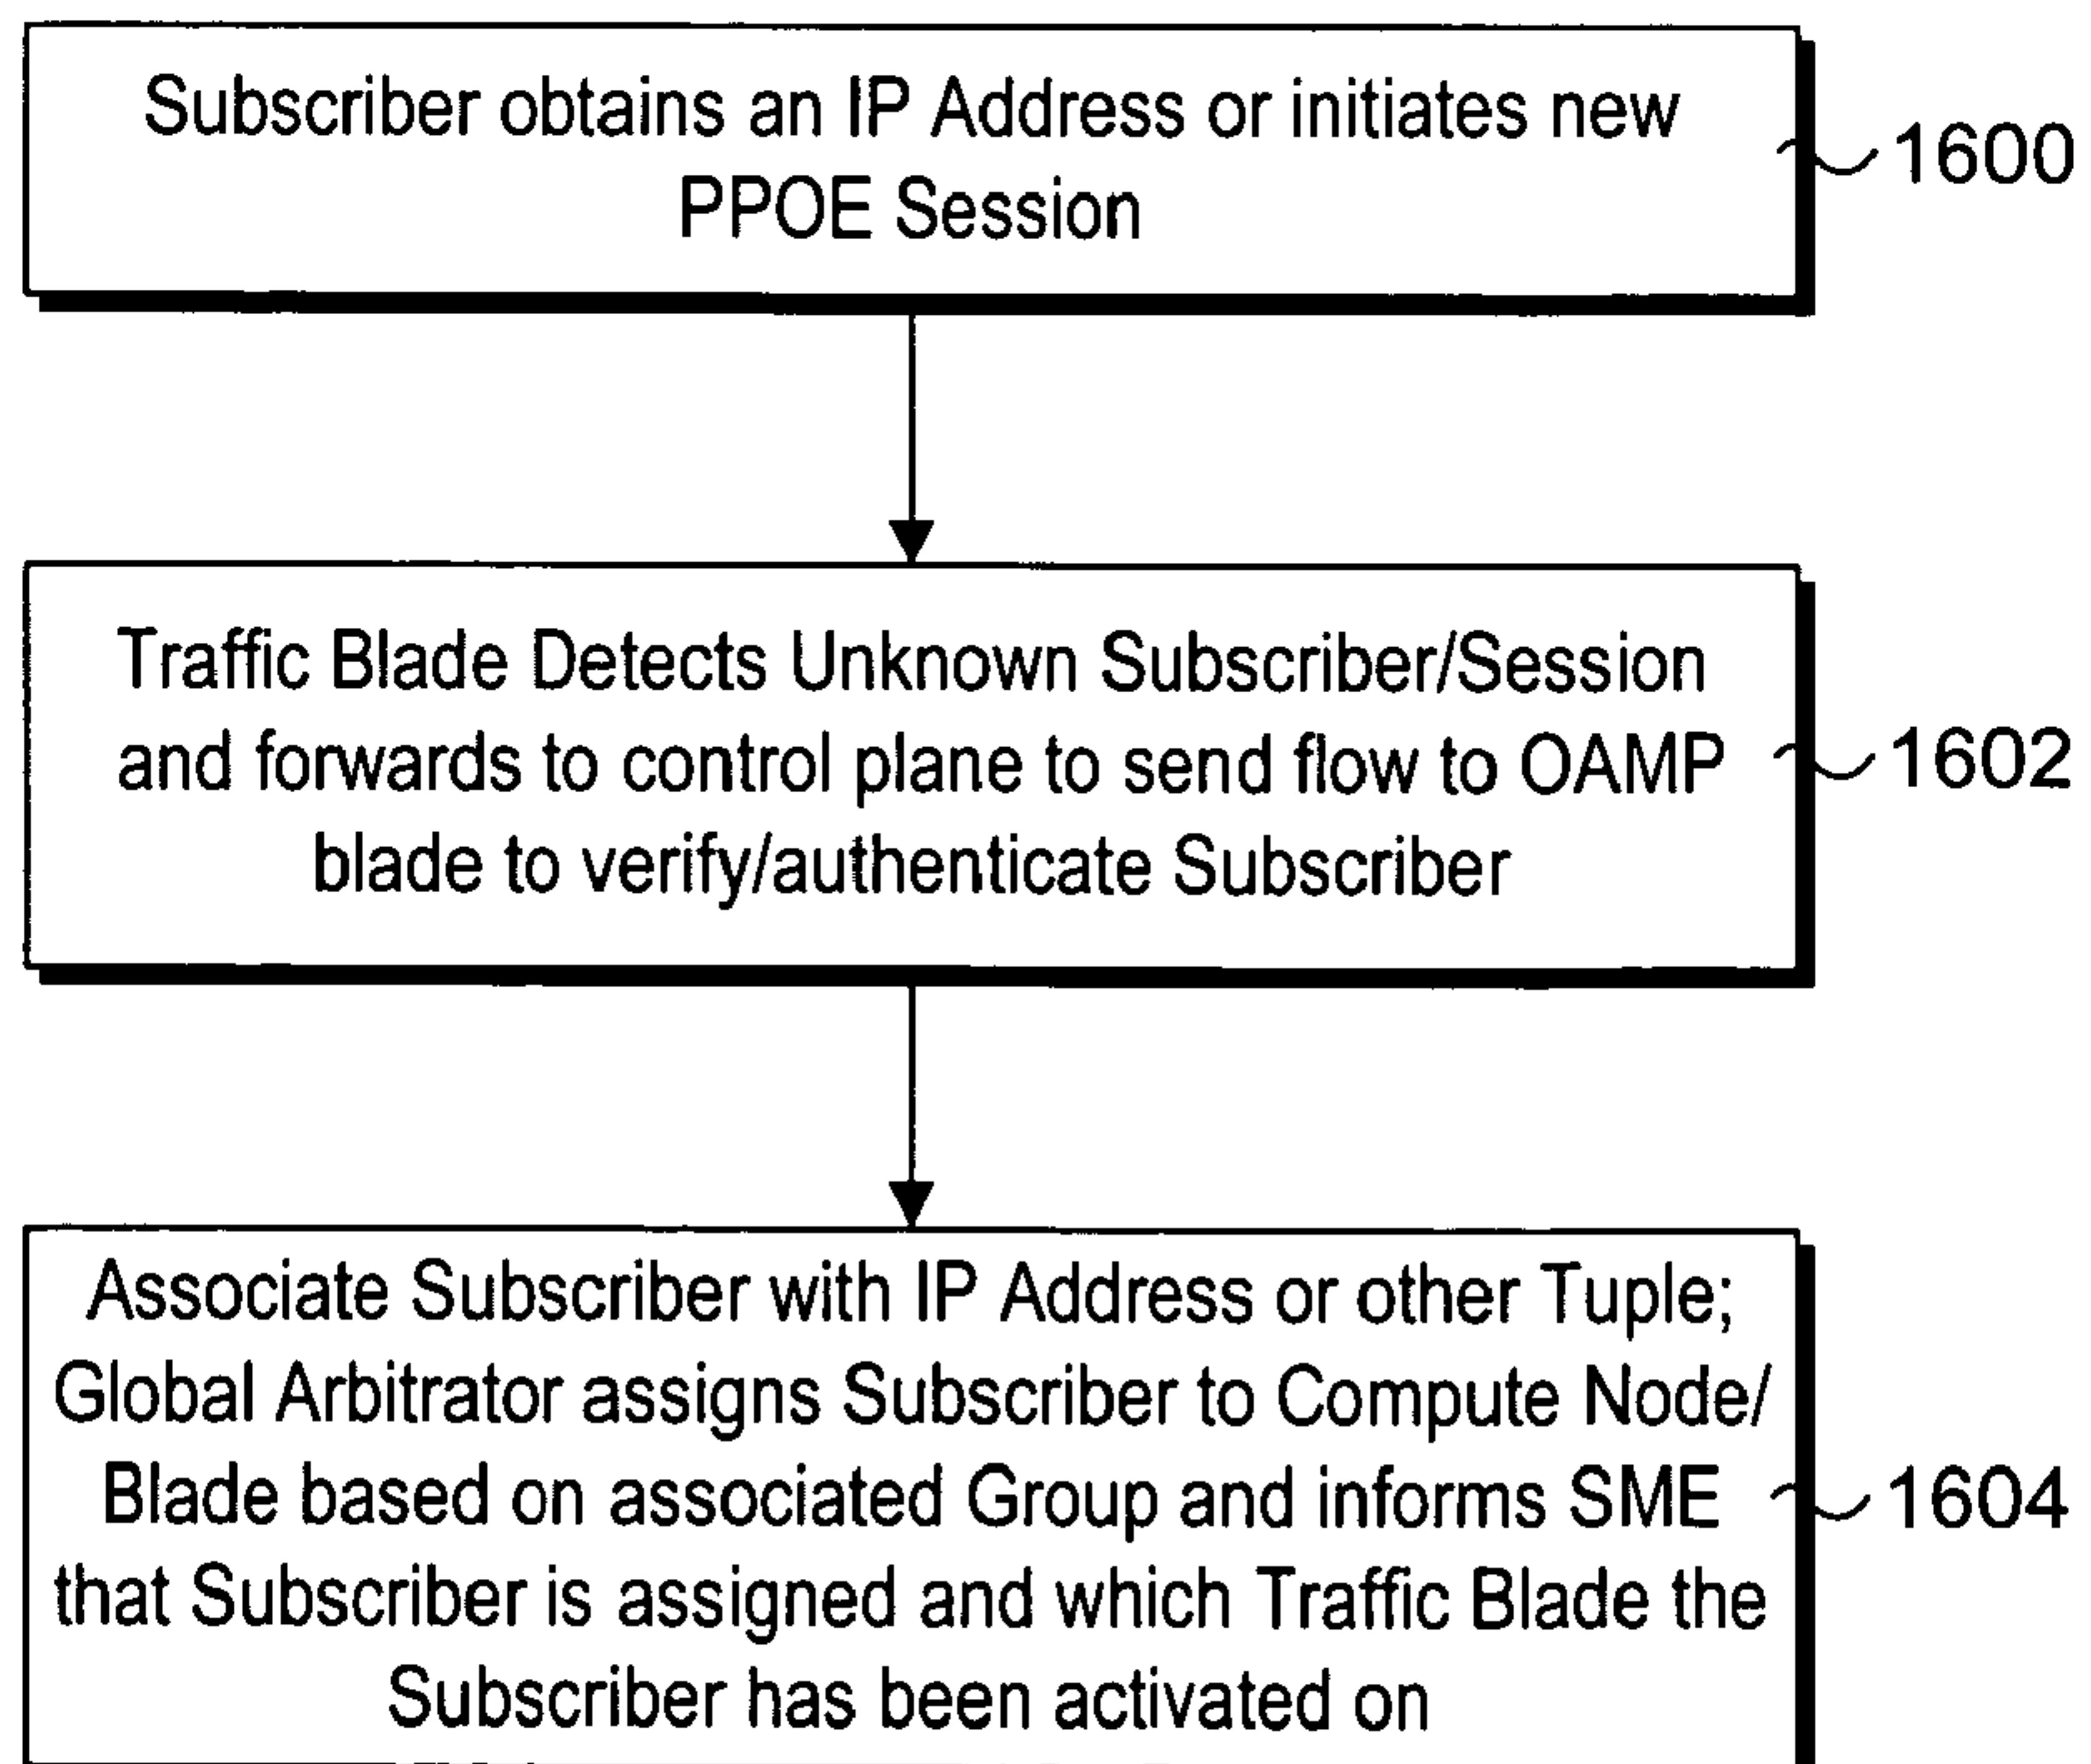 Subscriber obtains an IP Address or initiates new
PPOE Session
1600
Traffic Blade Detects Unknown Subscriber/Session
and forwards to control plane to send flow to OAMP
blade to verify/authenticate Subscriber
1602
Associate Subscriber with IP Address or other Tuple;
Global Arbitrator assigns Subscriber to Compute Node/
Blade based on associated Group and informs SME
that Subscriber is assigned and which Traffic Blade the
Subscriber has been activated on
1604